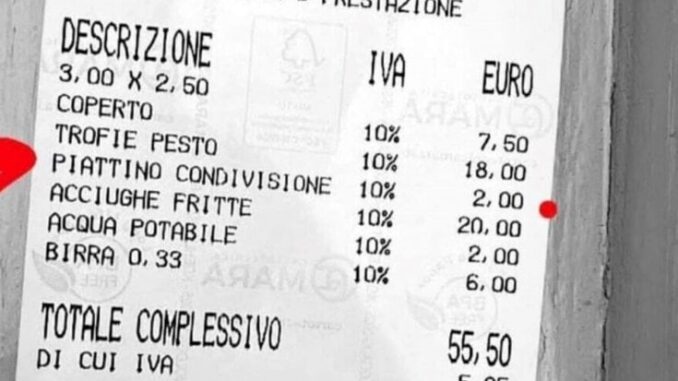 PRESTAZIONE
DESCRIZIONE IVA EURO
3,00 X 2,50
COPERTO 10% 7,50
TROFIE PESTO 10% 18,00
PIATTINO CONDIVISIONE 10% 2,00
ACCIUGHE FRITTE 10% 20,00
ACQUA POTABILE 10% 2,00
BIRRA 0,33 10% 6,00
TOTALE COMPLESSIVO 55,50
DI CUI IVA